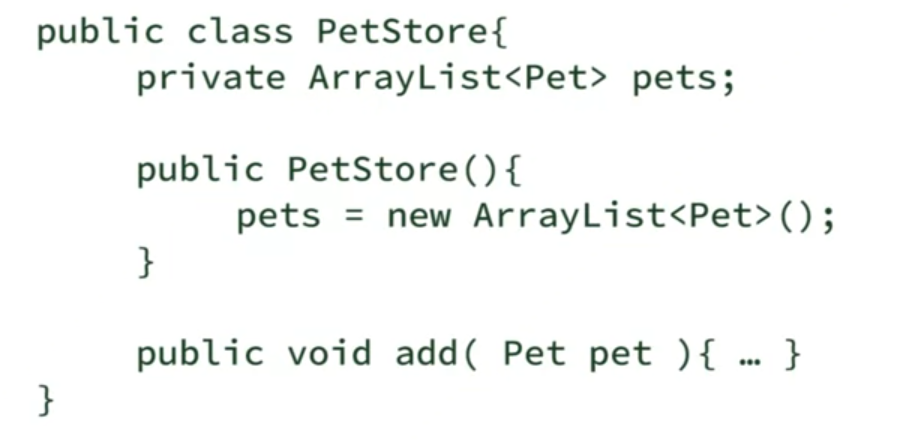 public class PetStore{
private ArrayList<Pet> pets;
public PetStore(){
pets = new ArrayList<Pet>();
}
public void add( Pet pet ){ … }
}